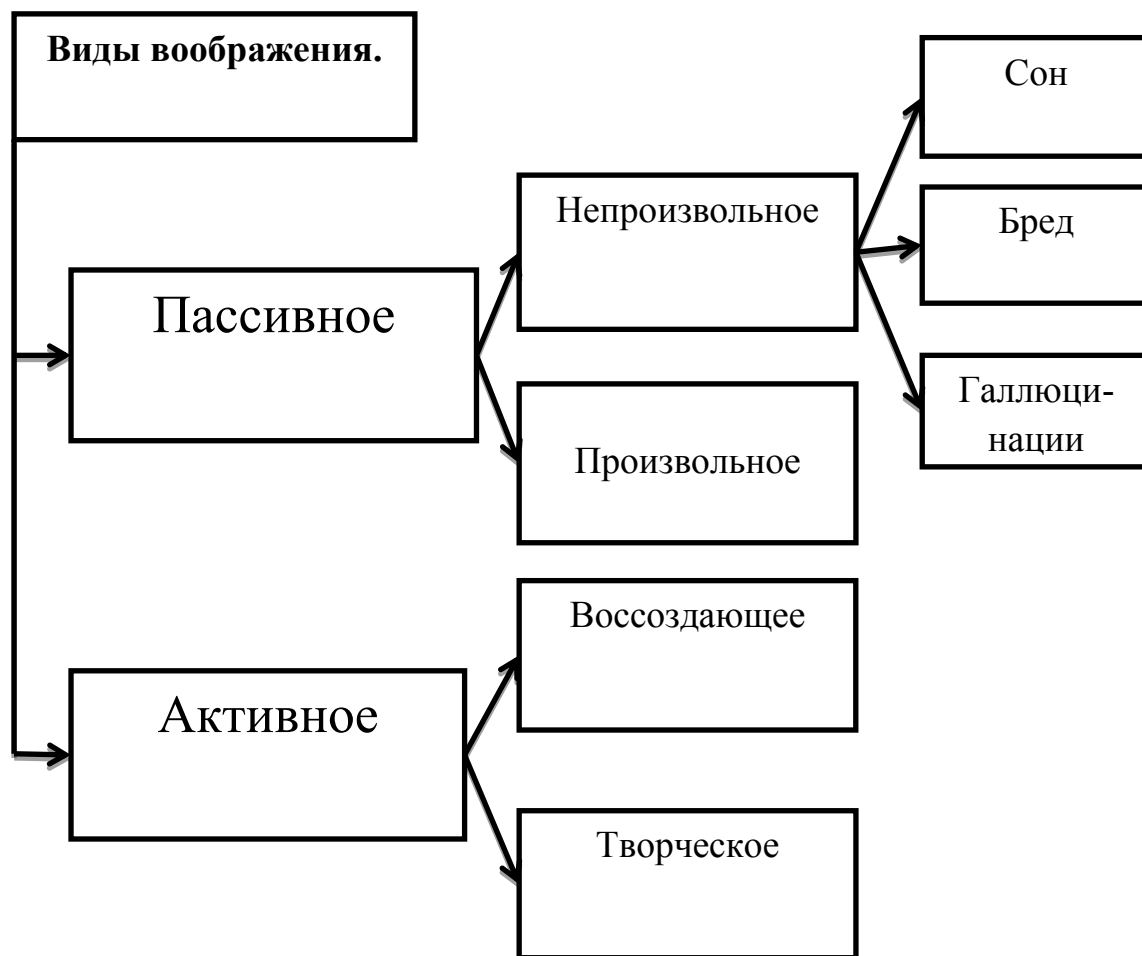 Виды воображения.
Сон
Непроизвольное
Бред
Пассивное
Галлюци-
нации
Произвольное
Воссоздающее
Активное
Творческое